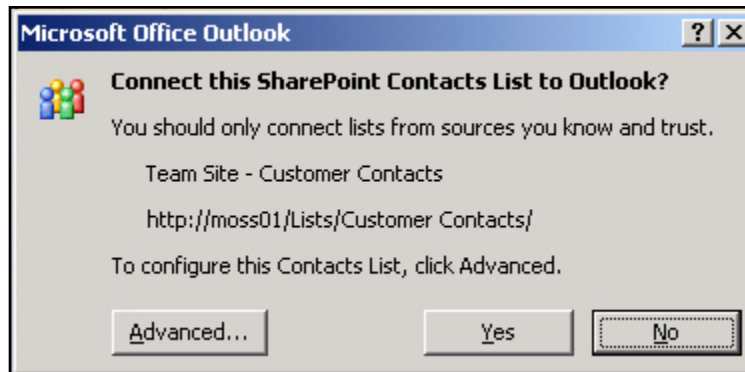 Microsoft Office Outlook
Connect this SharePoint Contacts List to Outlook?
You should only connect lists from sources you know and trust.
Team Site - Customer Contacts
http://moss01/Lists/Customer Contacts/
To configure this Contacts List, click Advanced.
Advanced... Yes No